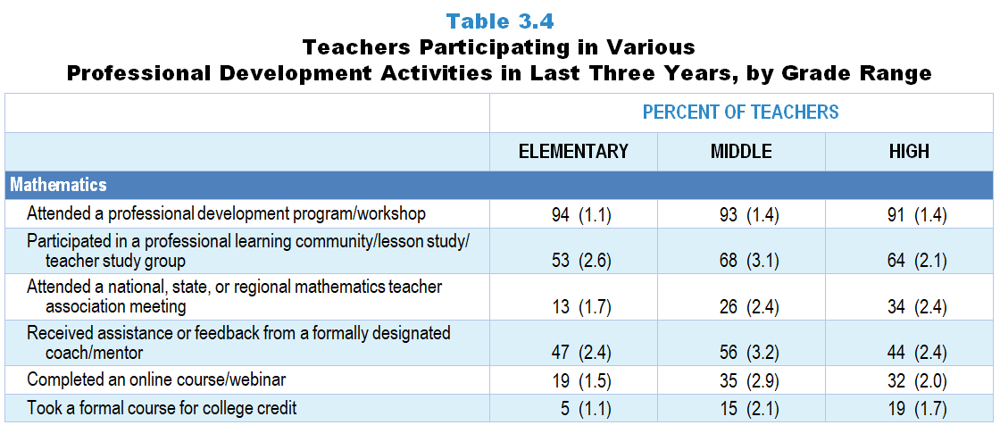 Table 3.4
Teachers Participating in Various
Professional Development Activities in Last Three Years, by Grade Range
PERCENT OF TEACHERS
ELEMENTARY MIDDLE HIGH
Mathematics
Attended a professional development program/workshop 94 (1.1) 93 (1.4) 91 (1.4)
Participated in a professional learning community/lesson study/
teacher study group 53 (2.6) 68 (3.1) 64 (2.1)
Attended a national, state, or regional mathematics teacher
association meeting 13 (1.7) 26 (2.4) 34 (2.4)
Received assistance or feedback from a formally designated
coach/mentor 47 (2.4) 56 (3.2) 44 (2.4)
Completed an online course/webinar 19 (1.5) 35 (2.9) 32 (2.0)
Took a formal course for college credit 5 (1.1) 15 (2.1) 19 (1.7)